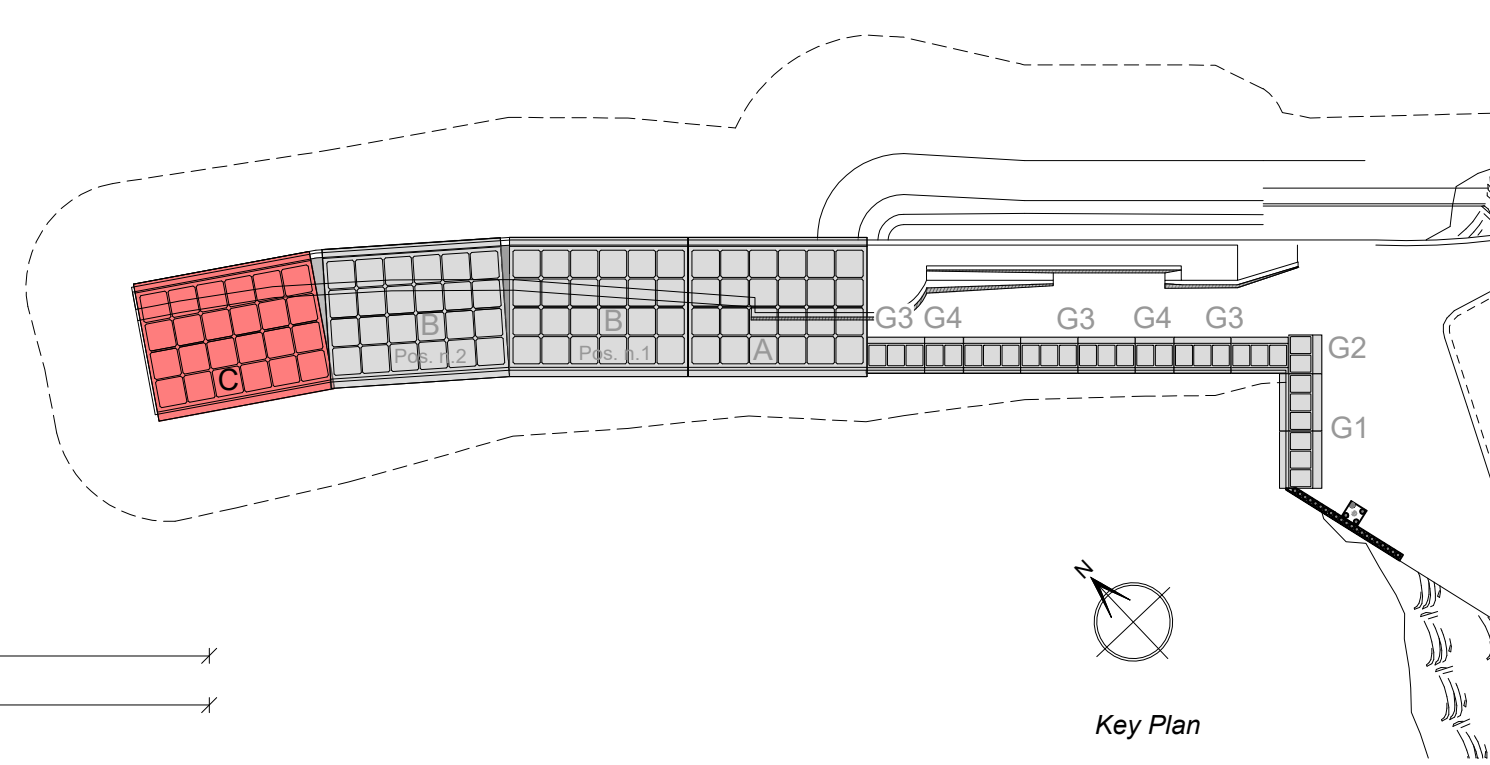 G3 G4 G3 G4 G3
B B
Pos. n.2 Pos. n.1 A
G2
C
G1
N
Key Plan